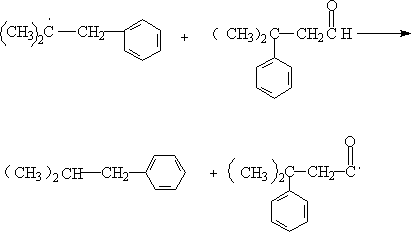 (CH3)2C· CH2 + (CH3)2C CH2CH
O
(CH3)2CH CH2 + (CH3)2C CH2 C·
O